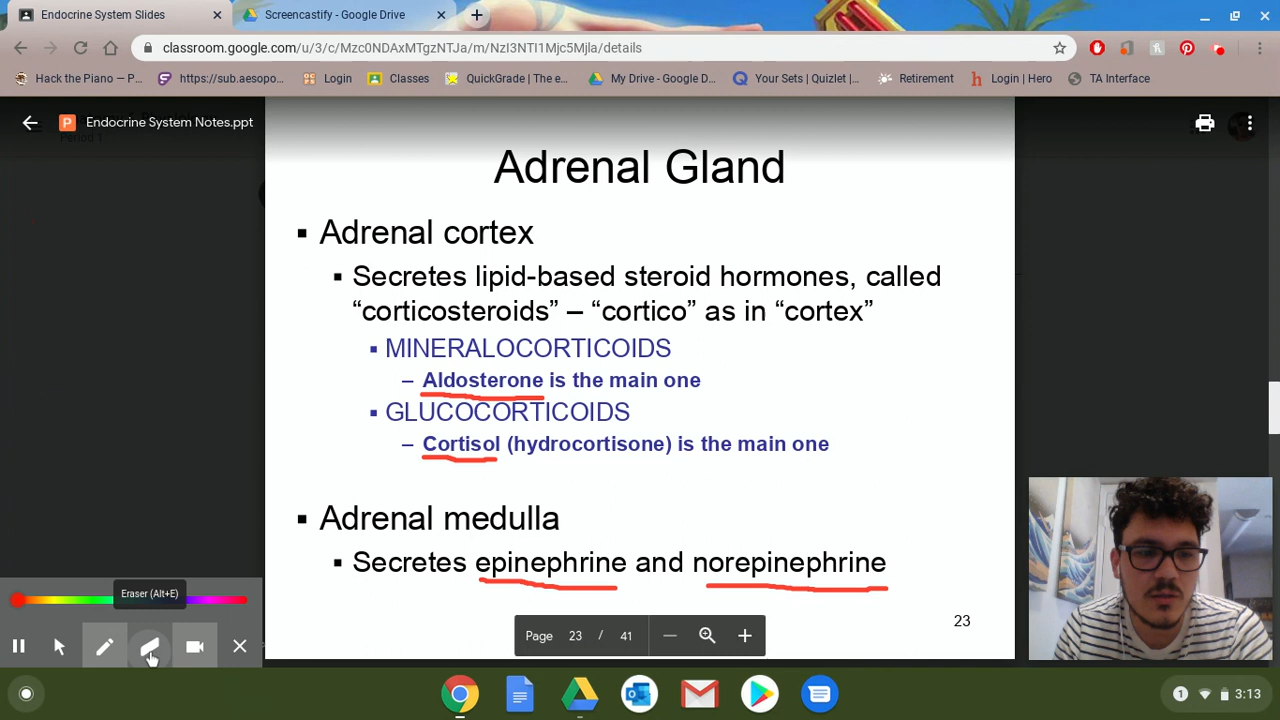 Endocrine System Slides
Screencastify - Google Drive
classroom.google.com/u/3/c/Mzc0NDAxMTgzNTJa/m/NzI3NTI1Mjc5Mjla/details
Hack the Piano — P...
https://sub.aesopo...
Login
Classes
QuickGrade | The e...
My Drive - Google D...
Your Sets | Quizlet |...
Retirement
Login | Hero
TA Interface
Endocrine System Notes.ppt
Period 1
Adrenal Gland
▪ Adrenal cortex
▪ Secretes lipid-based steroid hormones, called
“corticosteroids” – “cortico” as in “cortex”
▪ MINERALOCORTICOIDS
– Aldosterone is the main one
▪ GLUCOCORTICOIDS
– Cortisol (hydrocortisone) is the main one
▪ Adrenal medulla
▪ Secretes epinephrine and norepinephrine
23
Eraser (Alt+E)
Page 23 / 41
1
3:13